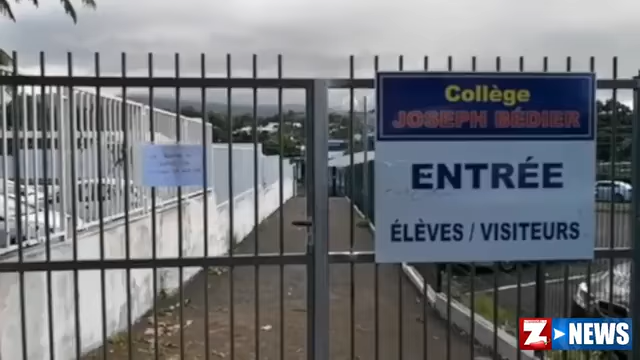 Collège
JOSEPH BÉDIER
ENTRÉE
ÉLÈVES / VISITEURS
Z NEWS